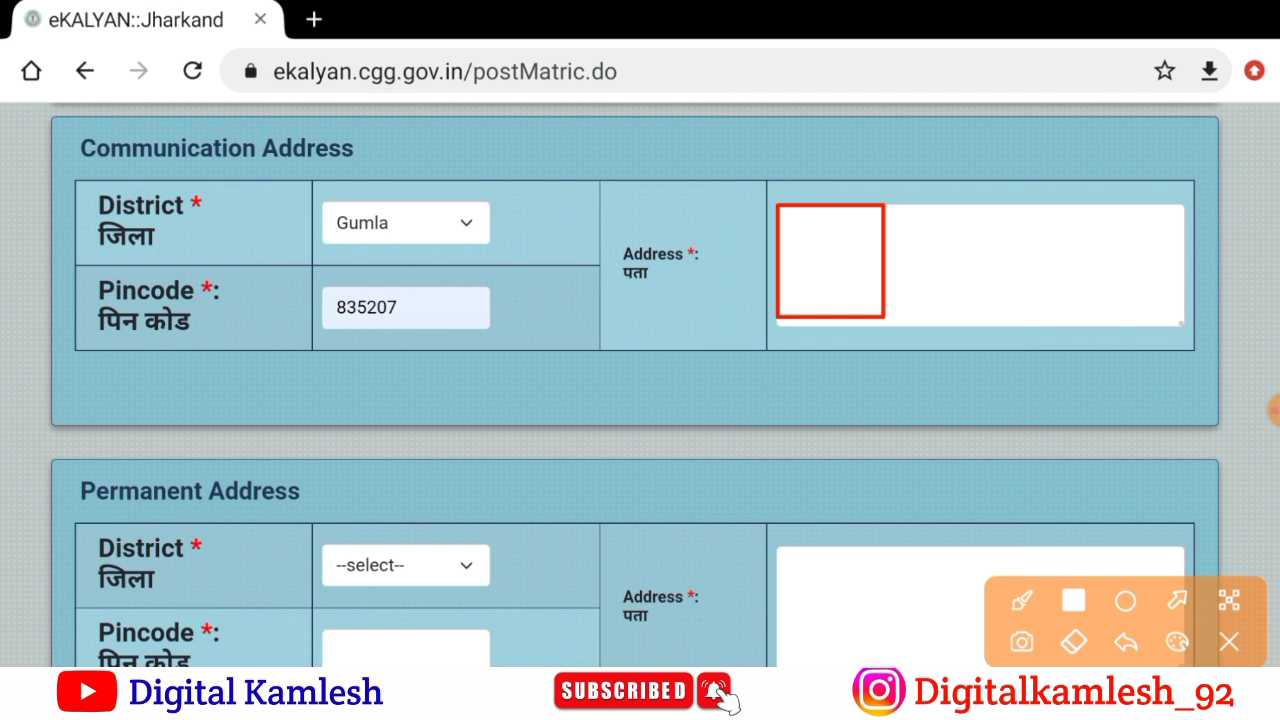 eKALYAN::Jharkand
ekalyan.cgg.gov.in/postMatric.do
Communication Address
District *
जिला
Gumla
Address *:
पता
Pincode *:
पिन कोड
835207
Permanent Address
District *
जिला
--select--
Address *:
पता
Pincode *:
पिन कोड
Digital Kamlesh
SUBSCRIBED
Digitalkamlesh_92